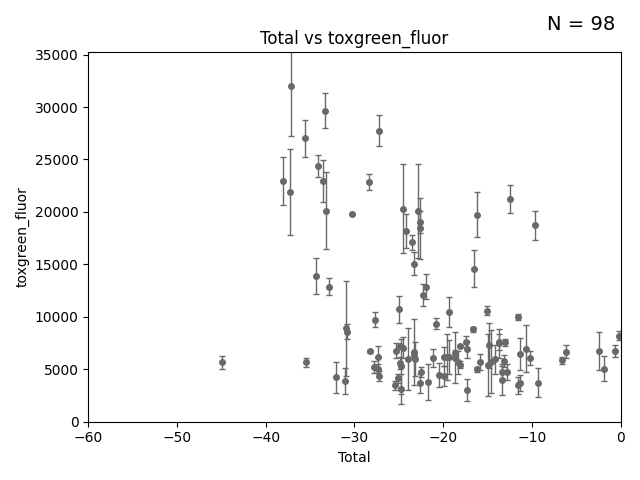 N = 98
Total vs toxgreen_fluor
35000
30000
25000
20000
15000
10000
5000
0
toxgreen_fluor
−60 −50 −40 −30 −20 −10 0
Total